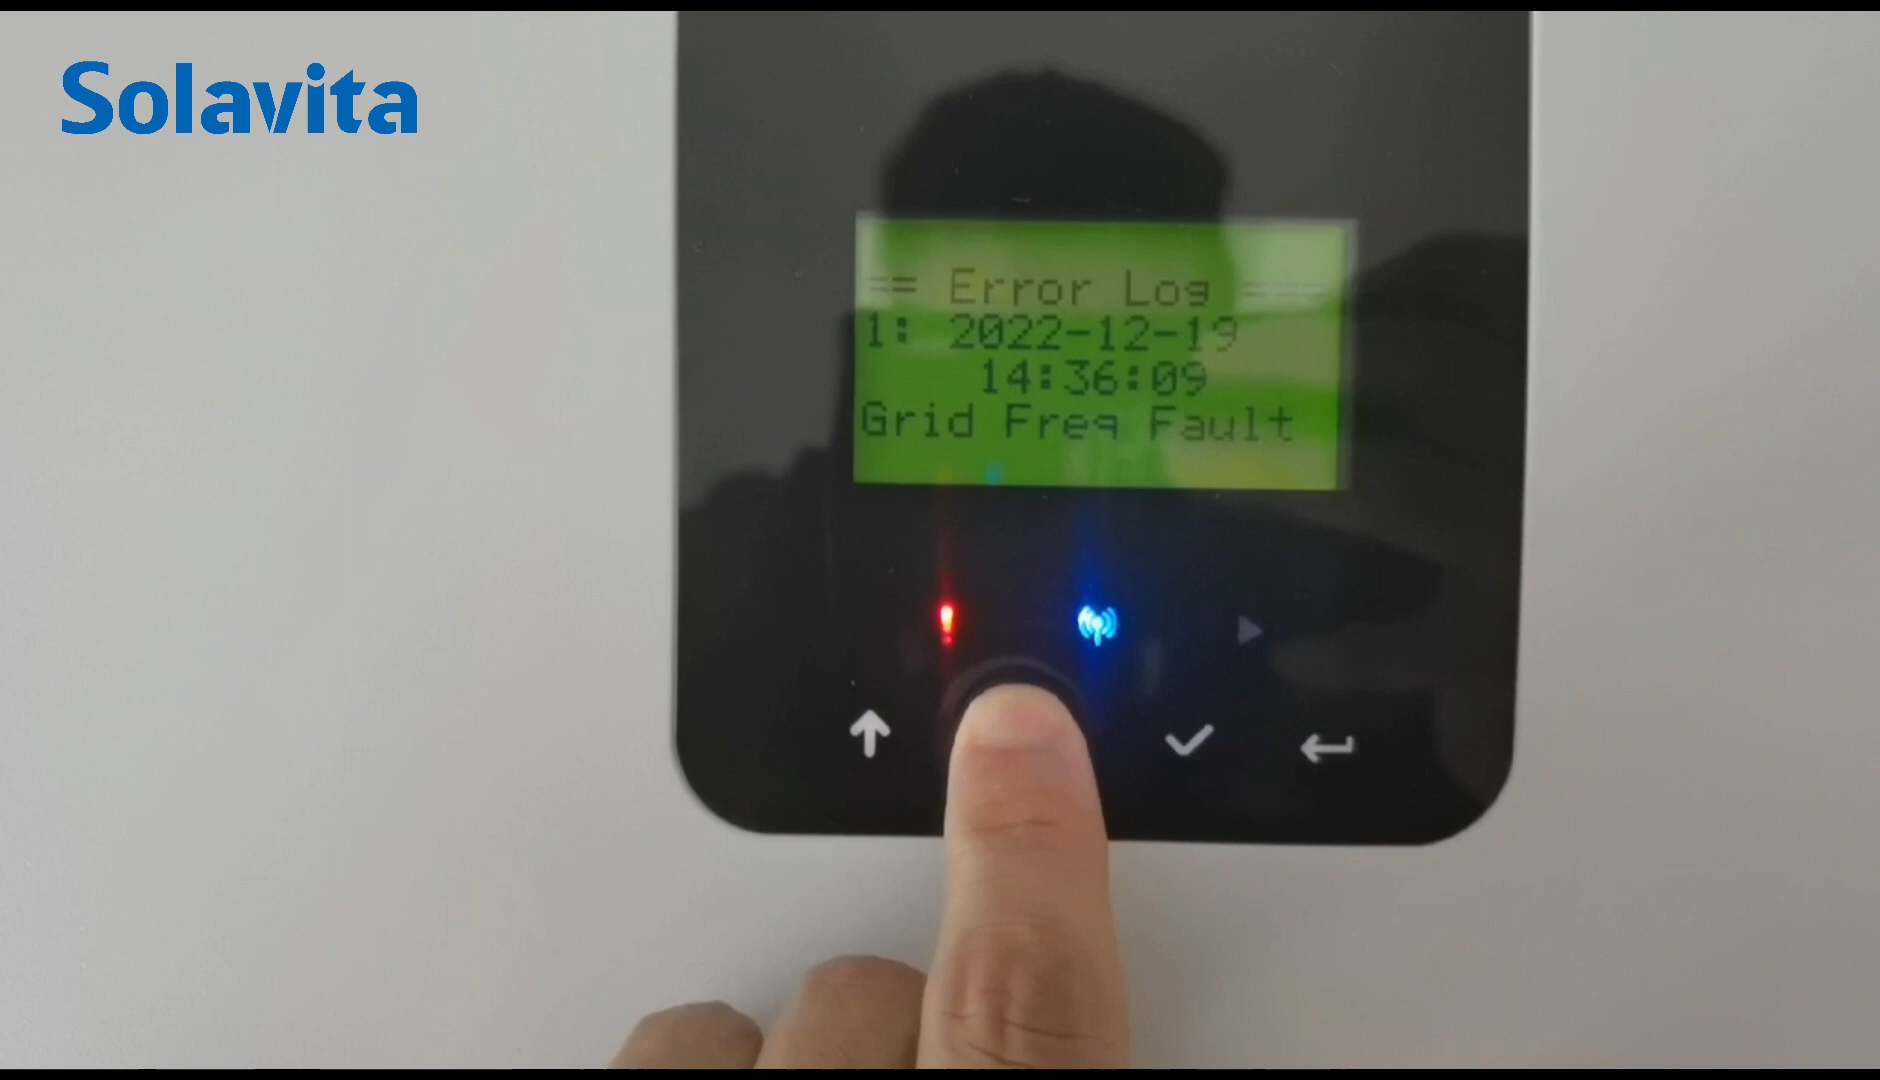 Solavita
== Error Log ===
1: 2022-12-19
14:36:09
Grid Freq Fault